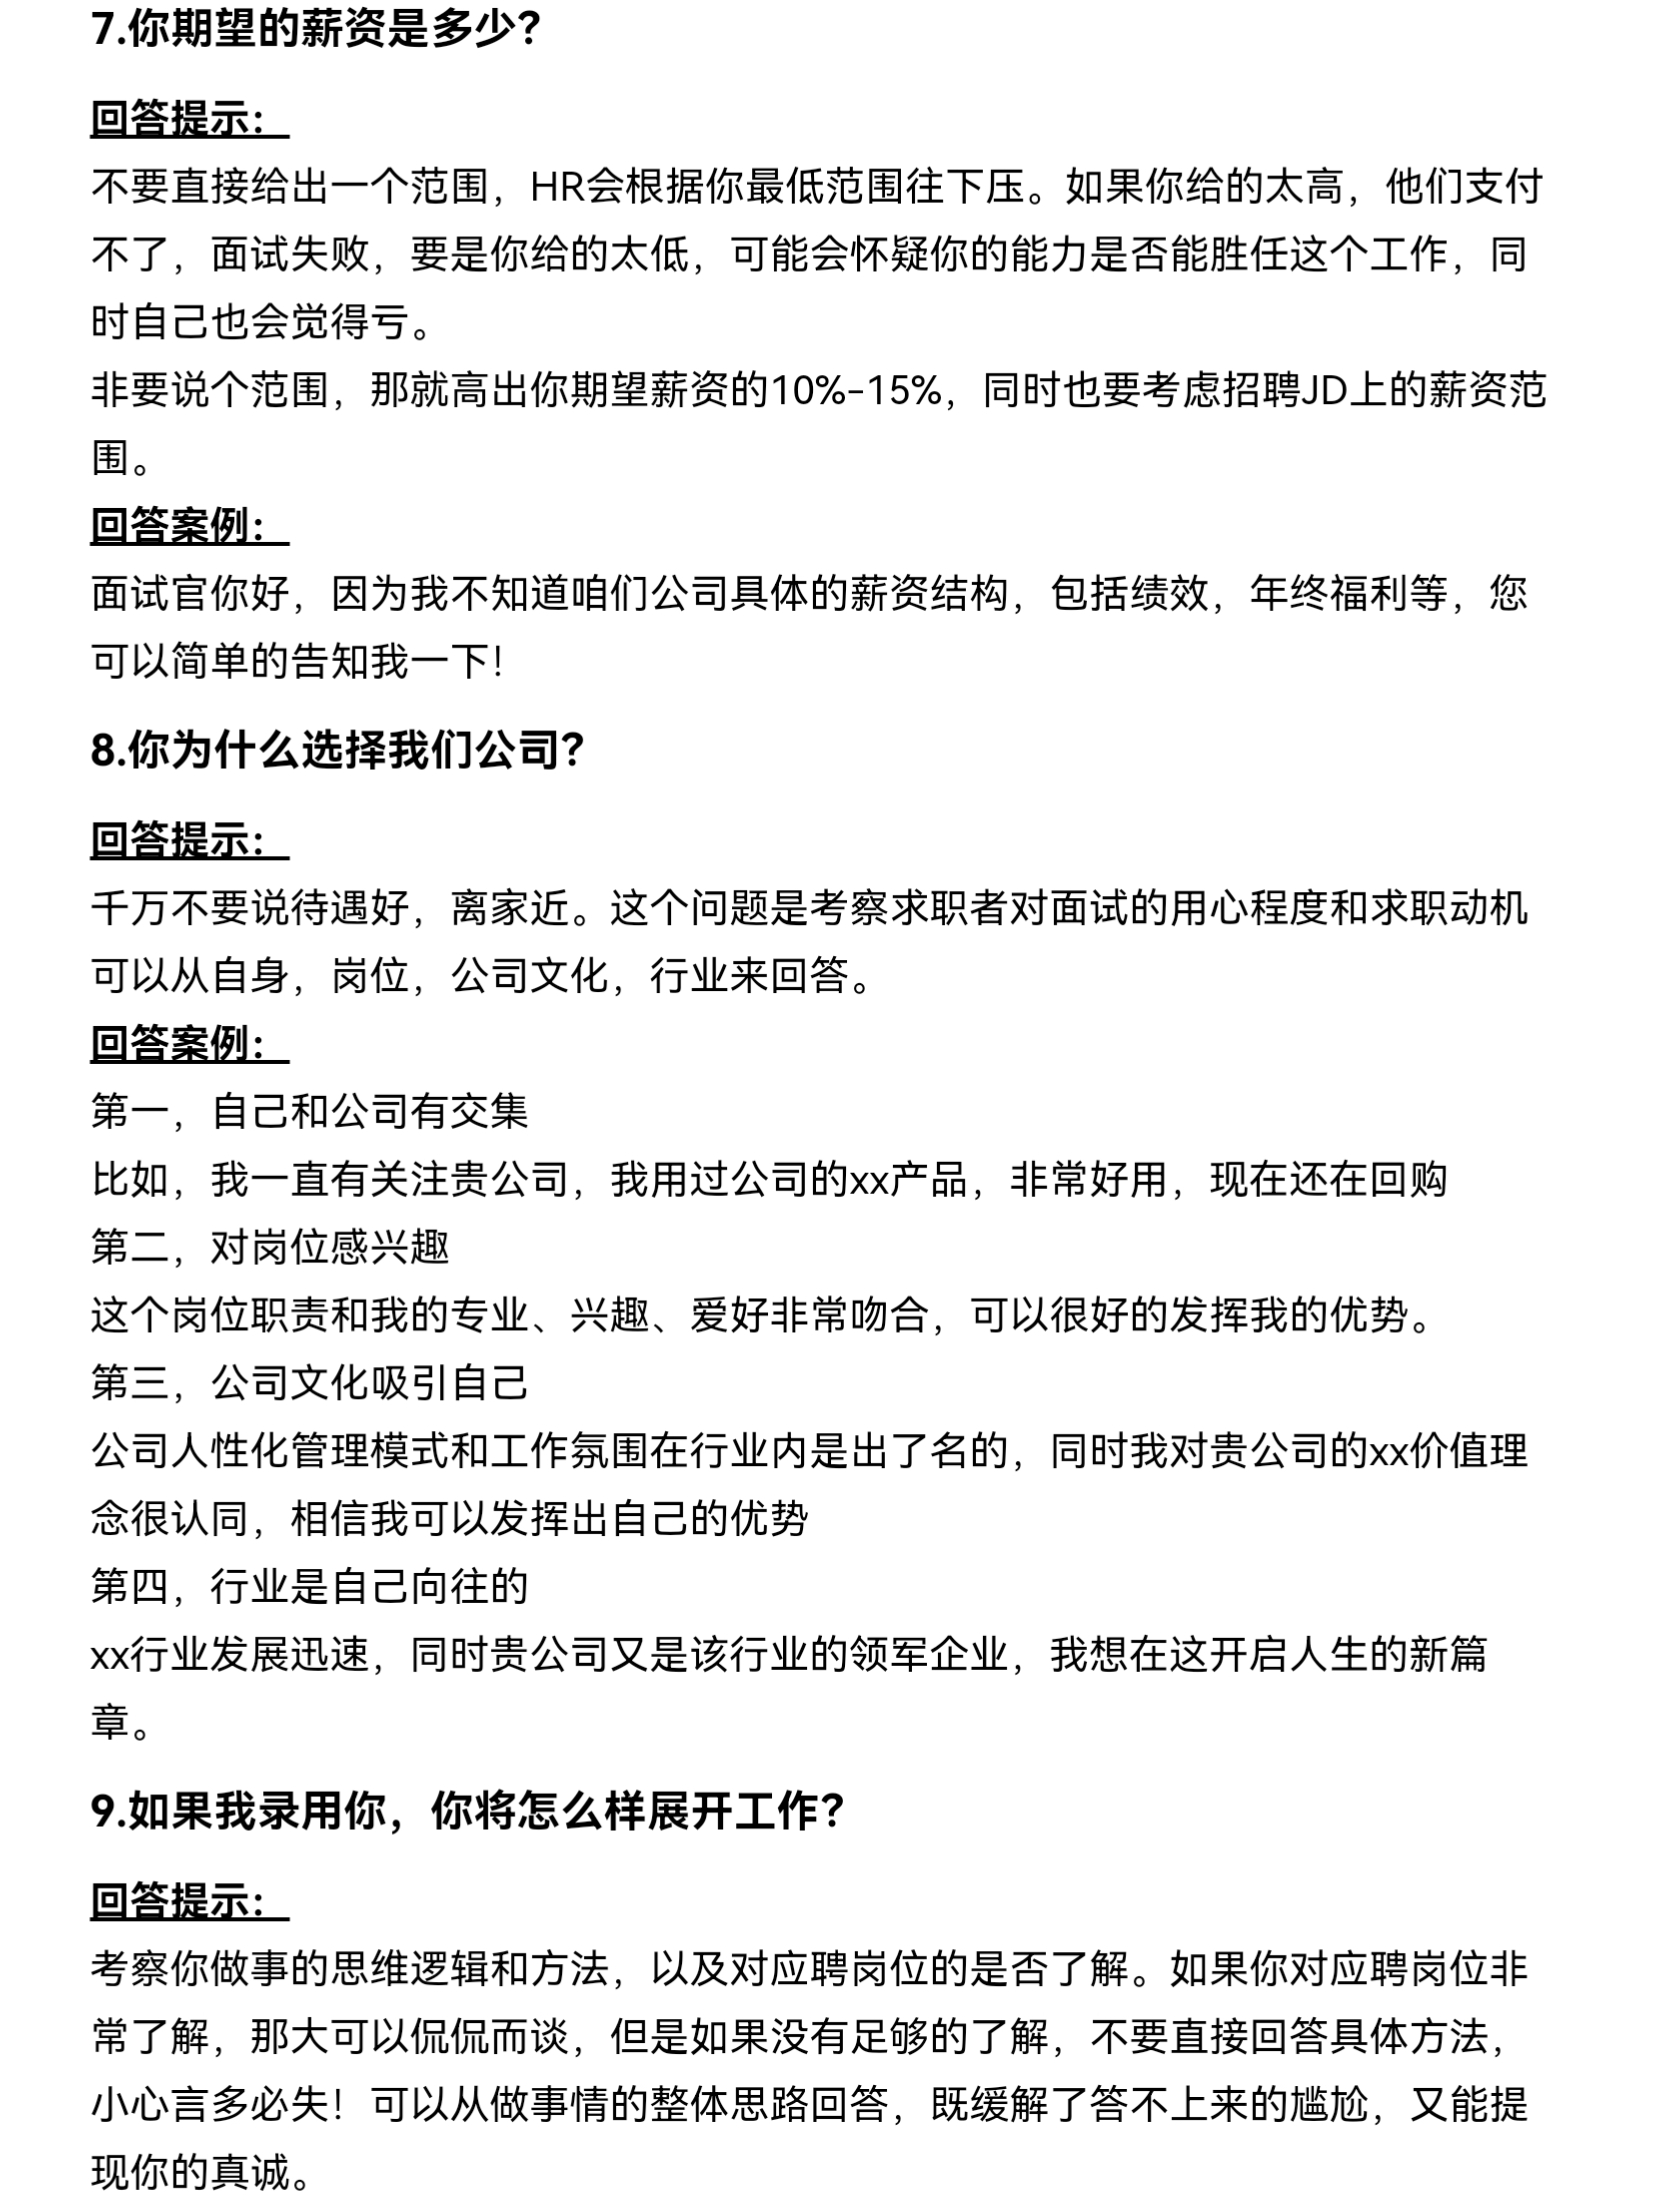 7.你期望的薪资是多少？
回答提示：
不要直接给出一个范围，HR会根据你最低范围往下压。如果你给的太高，他们支付
不了，面试失败，要是你给的太低，可能会怀疑你的能力是否能胜任这个工作，同
时自己也会觉得亏。
非要说个范围，那就高出你期望薪资的10%-15%，同时也要考虑招聘JD上的薪资范
围。
回答案例：
面试官你好，因为我不知道咱们公司具体的薪资结构，包括绩效，年终福利等，您
可以简单的告知我一下！
8.你为什么选择我们公司？
回答提示：
千万不要说待遇好，离家近。这个问题是考察求职者对面试的用心程度和求职动机
可以从自身，岗位，公司文化，行业来回答。
回答案例：
第一，自己和公司有交集
比如，我一直有关注贵公司，我用过公司的xx产品，非常好用，现在还在回购
第二，对岗位感兴趣
这个岗位职责和我的专业、兴趣、爱好非常吻合，可以很好的发挥我的优势。
第三，公司文化吸引自己
公司人性化管理模式和工作氛围在行业内是出了名的，同时我对贵公司的xx价值理
念很认同，相信我可以发挥出自己的优势
第四，行业是自己向往的
xx行业发展迅速，同时贵公司又是该行业的领军企业，我想在这开启人生的新篇
章。
9.如果我录用你，你将怎么样展开工作？
回答提示：
考察你做事的思维逻辑和方法，以及对应聘岗位的是否了解。如果你对应聘岗位非
常了解，那大可以侃侃而谈，但是如果没有足够的了解，不要直接回答具体方法，
小心言多必失！可以从做事情的整体思路回答，既缓解了答不上来的尴尬，又能提
现你的真诚。